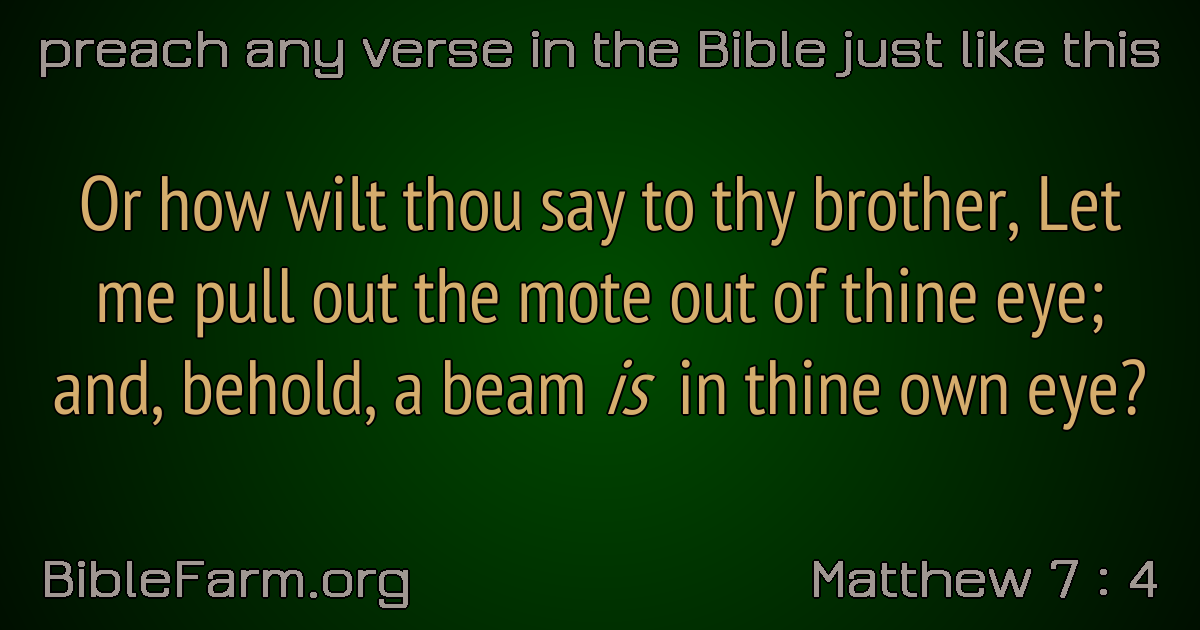 preach any verse in the Bible just like this
Or how wilt thou say to thy brother, Let
me pull out the mote out of thine eye;
and, behold, a beam is in thine own eye?
BibleFarm.org
Matthew 7 : 4